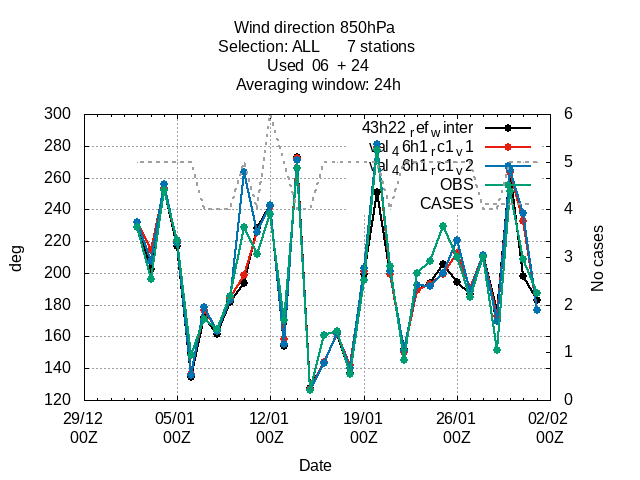 Wind direction 850hPa
Selection: ALL 7 stations
Used 06 + 24
Averaging window: 24h
300 6
280
260 5
240
220 4
200 3
180 2
160
140 1
120 0
deg
No cases
43h22_ref_winter
val_46h1_rc1_v1
val_46h1_rc1_v2
OBS
CASES
29/12 05/01 12/01 19/01 26/01 02/02
00Z 00Z 00Z 00Z 00Z 00Z
Date